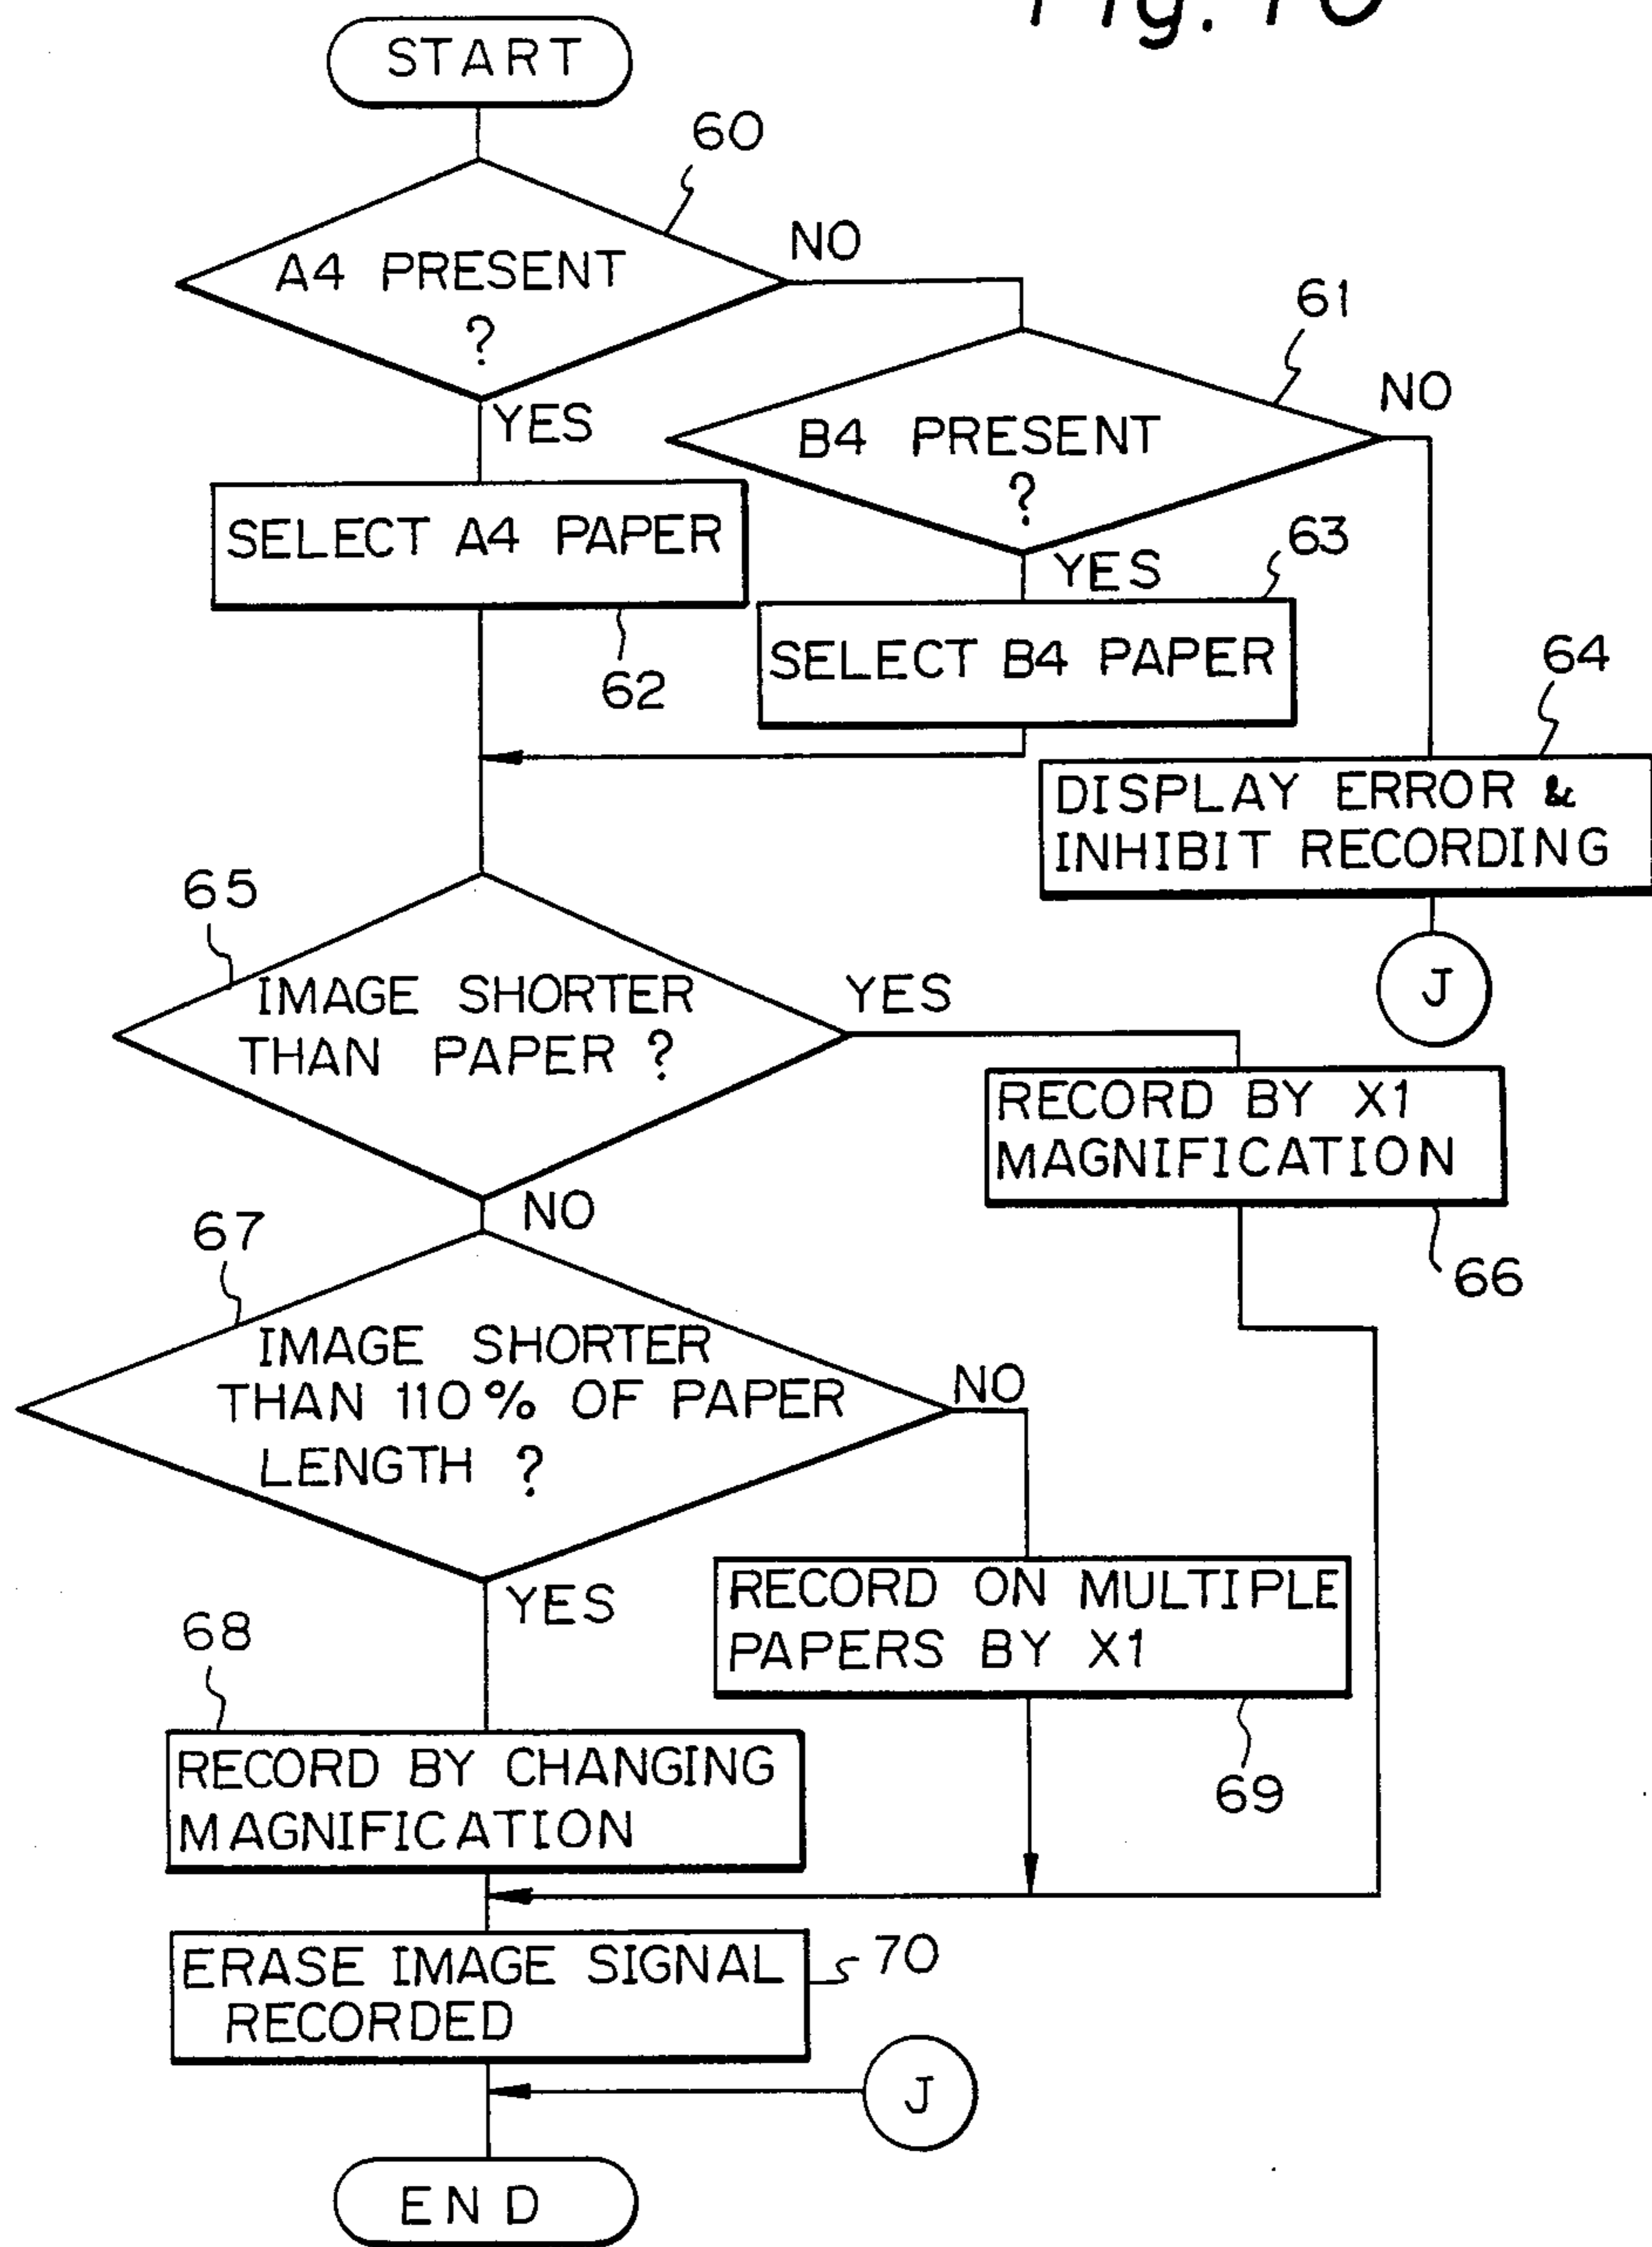 Fig. 10
START
60
A4 PRESENT
?
NO
YES
61
B4 PRESENT
?
NO
YES
SELECT A4 PAPER
62
63
SELECT B4 PAPER
64
DISPLAY ERROR &
INHIBIT RECORDING
J
65
IMAGE SHORTER
THAN PAPER ?
YES
NO
RECORD BY X1
MAGNIFICATION
66
67
IMAGE SHORTER
THAN 110% OF PAPER
LENGTH ?
NO
YES
RECORD ON MULTIPLE
PAPERS BY X1
69
68
RECORD BY CHANGING
MAGNIFICATION
ERASE IMAGE SIGNAL
RECORDED
70
J
END